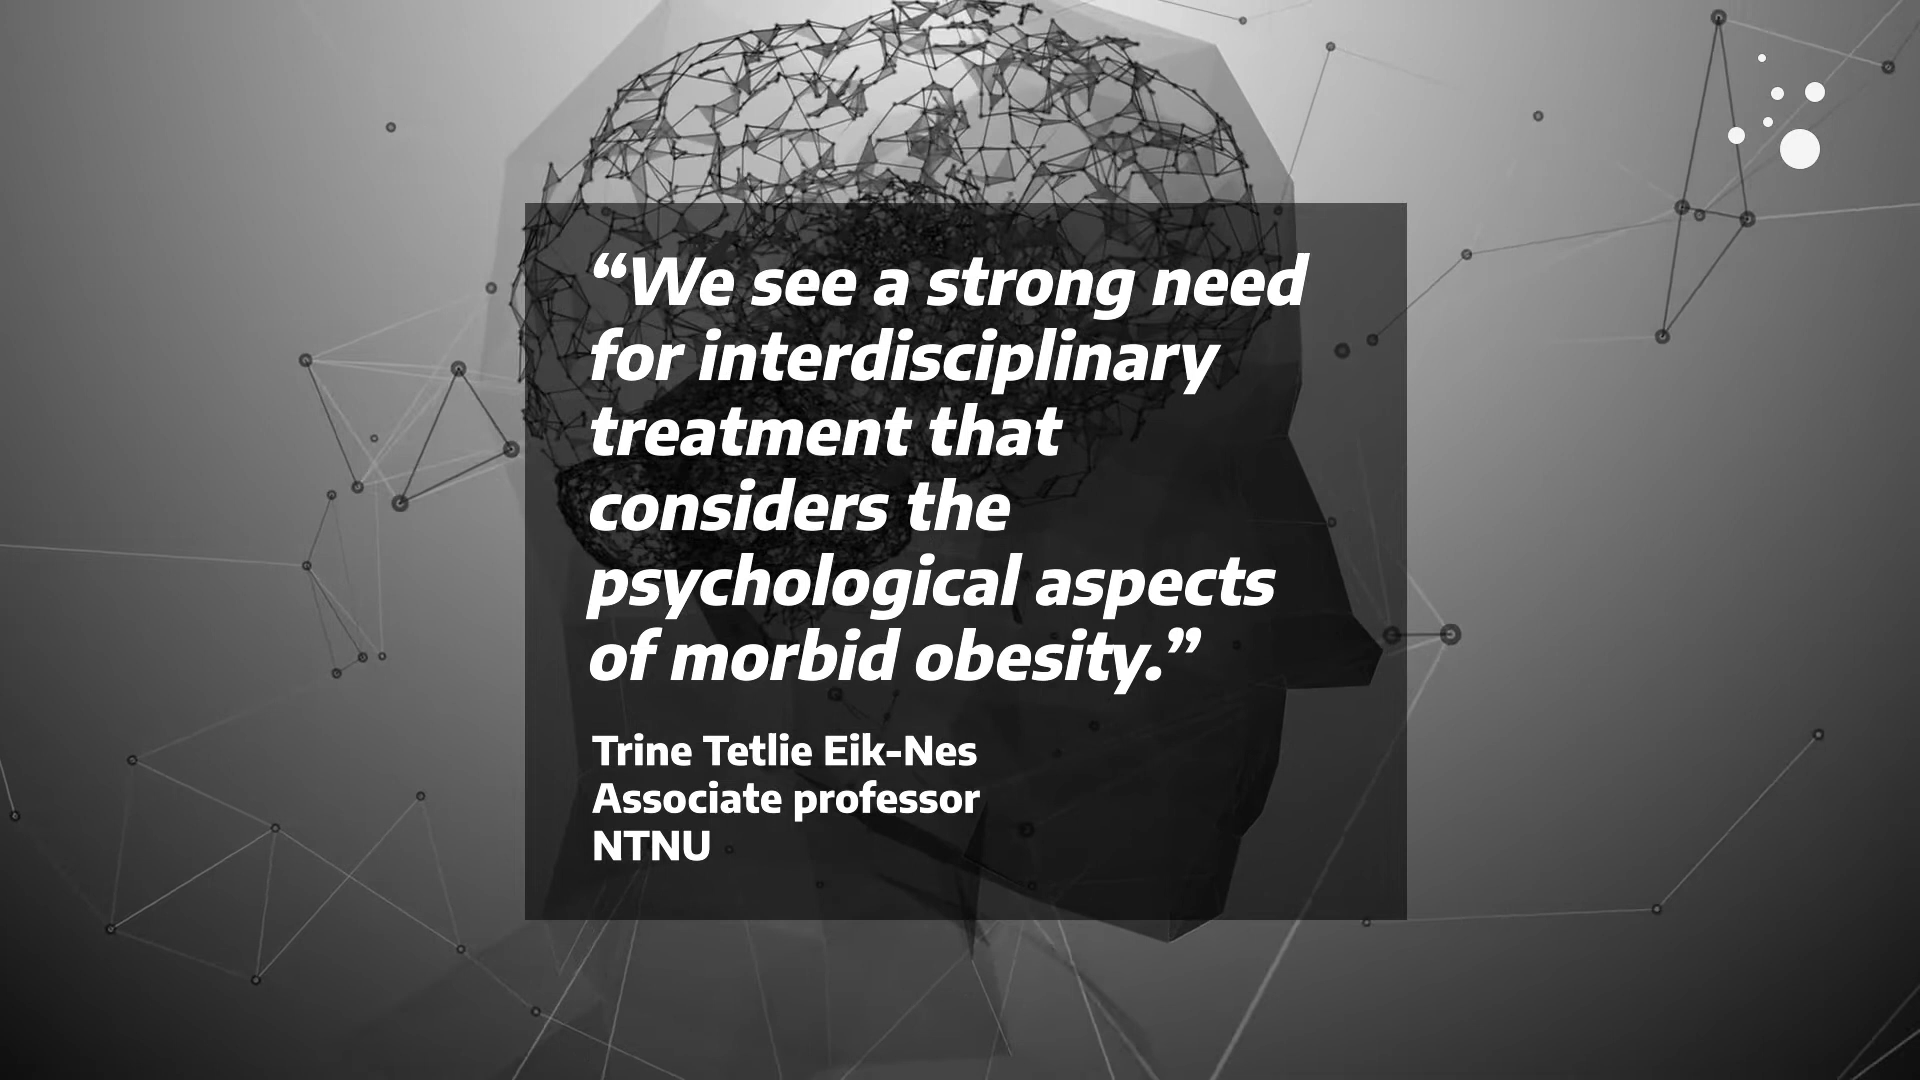 “We see a strong need
for interdisciplinary
treatment that
considers the
psychological aspects
of morbid obesity.”
Trine Tetlie Eik-Nes
Associate professor
NTNU